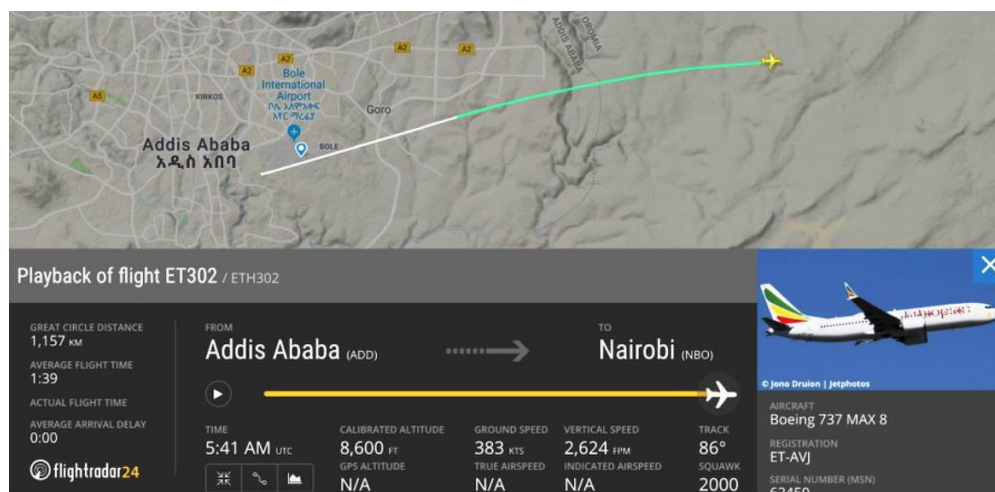 A2
A2
A2
A5
KIRKOS
Bole
International
Airport
Goro
BOLE
Addis Ababa
አዲስ አበባ
OROMIA
ADDIS ABABA
Playback of flight ET302 / ETH302
GREAT CIRCLE DISTANCE
1,157 KM
AVERAGE FLIGHT TIME
1:39
ACTUAL FLIGHT TIME
AVERAGE ARRIVAL DELAY
0:00
flightradar24
FROM
Addis Ababa (ADD)
TO
Nairobi (NBO)
TIME
5:41 AM UTC
CALIBRATED ALTITUDE
8,600 FT
GPS ALTITUDE
N/A
GROUND SPEED
383 KTS
TRUE AIRSPEED
N/A
VERTICAL SPEED
2,624 FPM
INDICATED AIRSPEED
N/A
TRACK
86°
SQUAWK
2000
© Jono Druion | Jetphotos
AIRCRAFT
Boeing 737 MAX 8
REGISTRATION
ET-AVJ
SERIAL NUMBER (MSN)